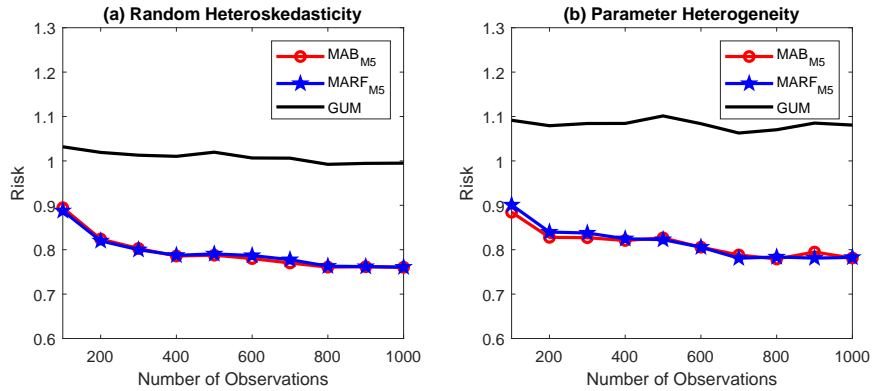 (a) Random Heteroskedasticity
1.3
1.2
1.1
1
0.9
0.8
0.7
0.6
Risk
MAB_M5
MARF_M5
GUM
200 400 600 800 1000
Number of Observations
(b) Parameter Heterogeneity
1.3
1.2
1.1
1
0.9
0.8
0.7
0.6
Risk
MAB_M5
MARF_M5
GUM
200 400 600 800 1000
Number of Observations